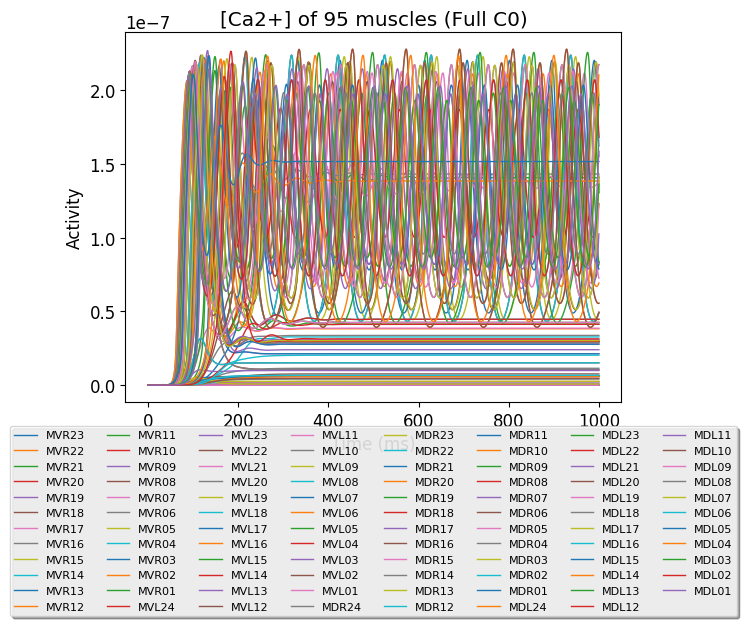 [Ca2+] of 95 muscles (Full C0)
1e−7
2.0
1.5
1.0
0.5
0.0
Activity
0 200 400 600 800 1000
Time (ms)
MVR23 MVR11 MVL23 MVL11 MDR23 MDR11 MDL23 MDL11
MVR22 MVR10 MVL22 MVL10 MDR22 MDR10 MDL22 MDL10
MVR21 MVR09 MVL21 MVL09 MDR21 MDR09 MDL21 MDL09
MVR20 MVR08 MVL20 MVL08 MDR20 MDR08 MDL20 MDL08
MVR19 MVR07 MVL19 MVL07 MDR19 MDR07 MDL19 MDL07
MVR18 MVR06 MVL18 MVL06 MDR17 MDR05 MDL18 MDL06
MVR17 MVR05 MVL17 MVL05 MDR16 MDR04 MDL17 MDL05
MVR16 MVR04 MVL16 MVL04 MDR15 MDR03 MDL16 MDL04
MVR15 MVR03 MVL15 MVL03 MDR14 MDR02 MDL15 MDL03
MVR14 MVR02 MVL14 MVL02 MDR13 MDR01 MDL14 MDL02
MVR13 MVR01 MVL13 MVL01 MDR12 MDL24 MDL13 MDL01
MVR12 MVL24 MVL12 MDR24 MDL12